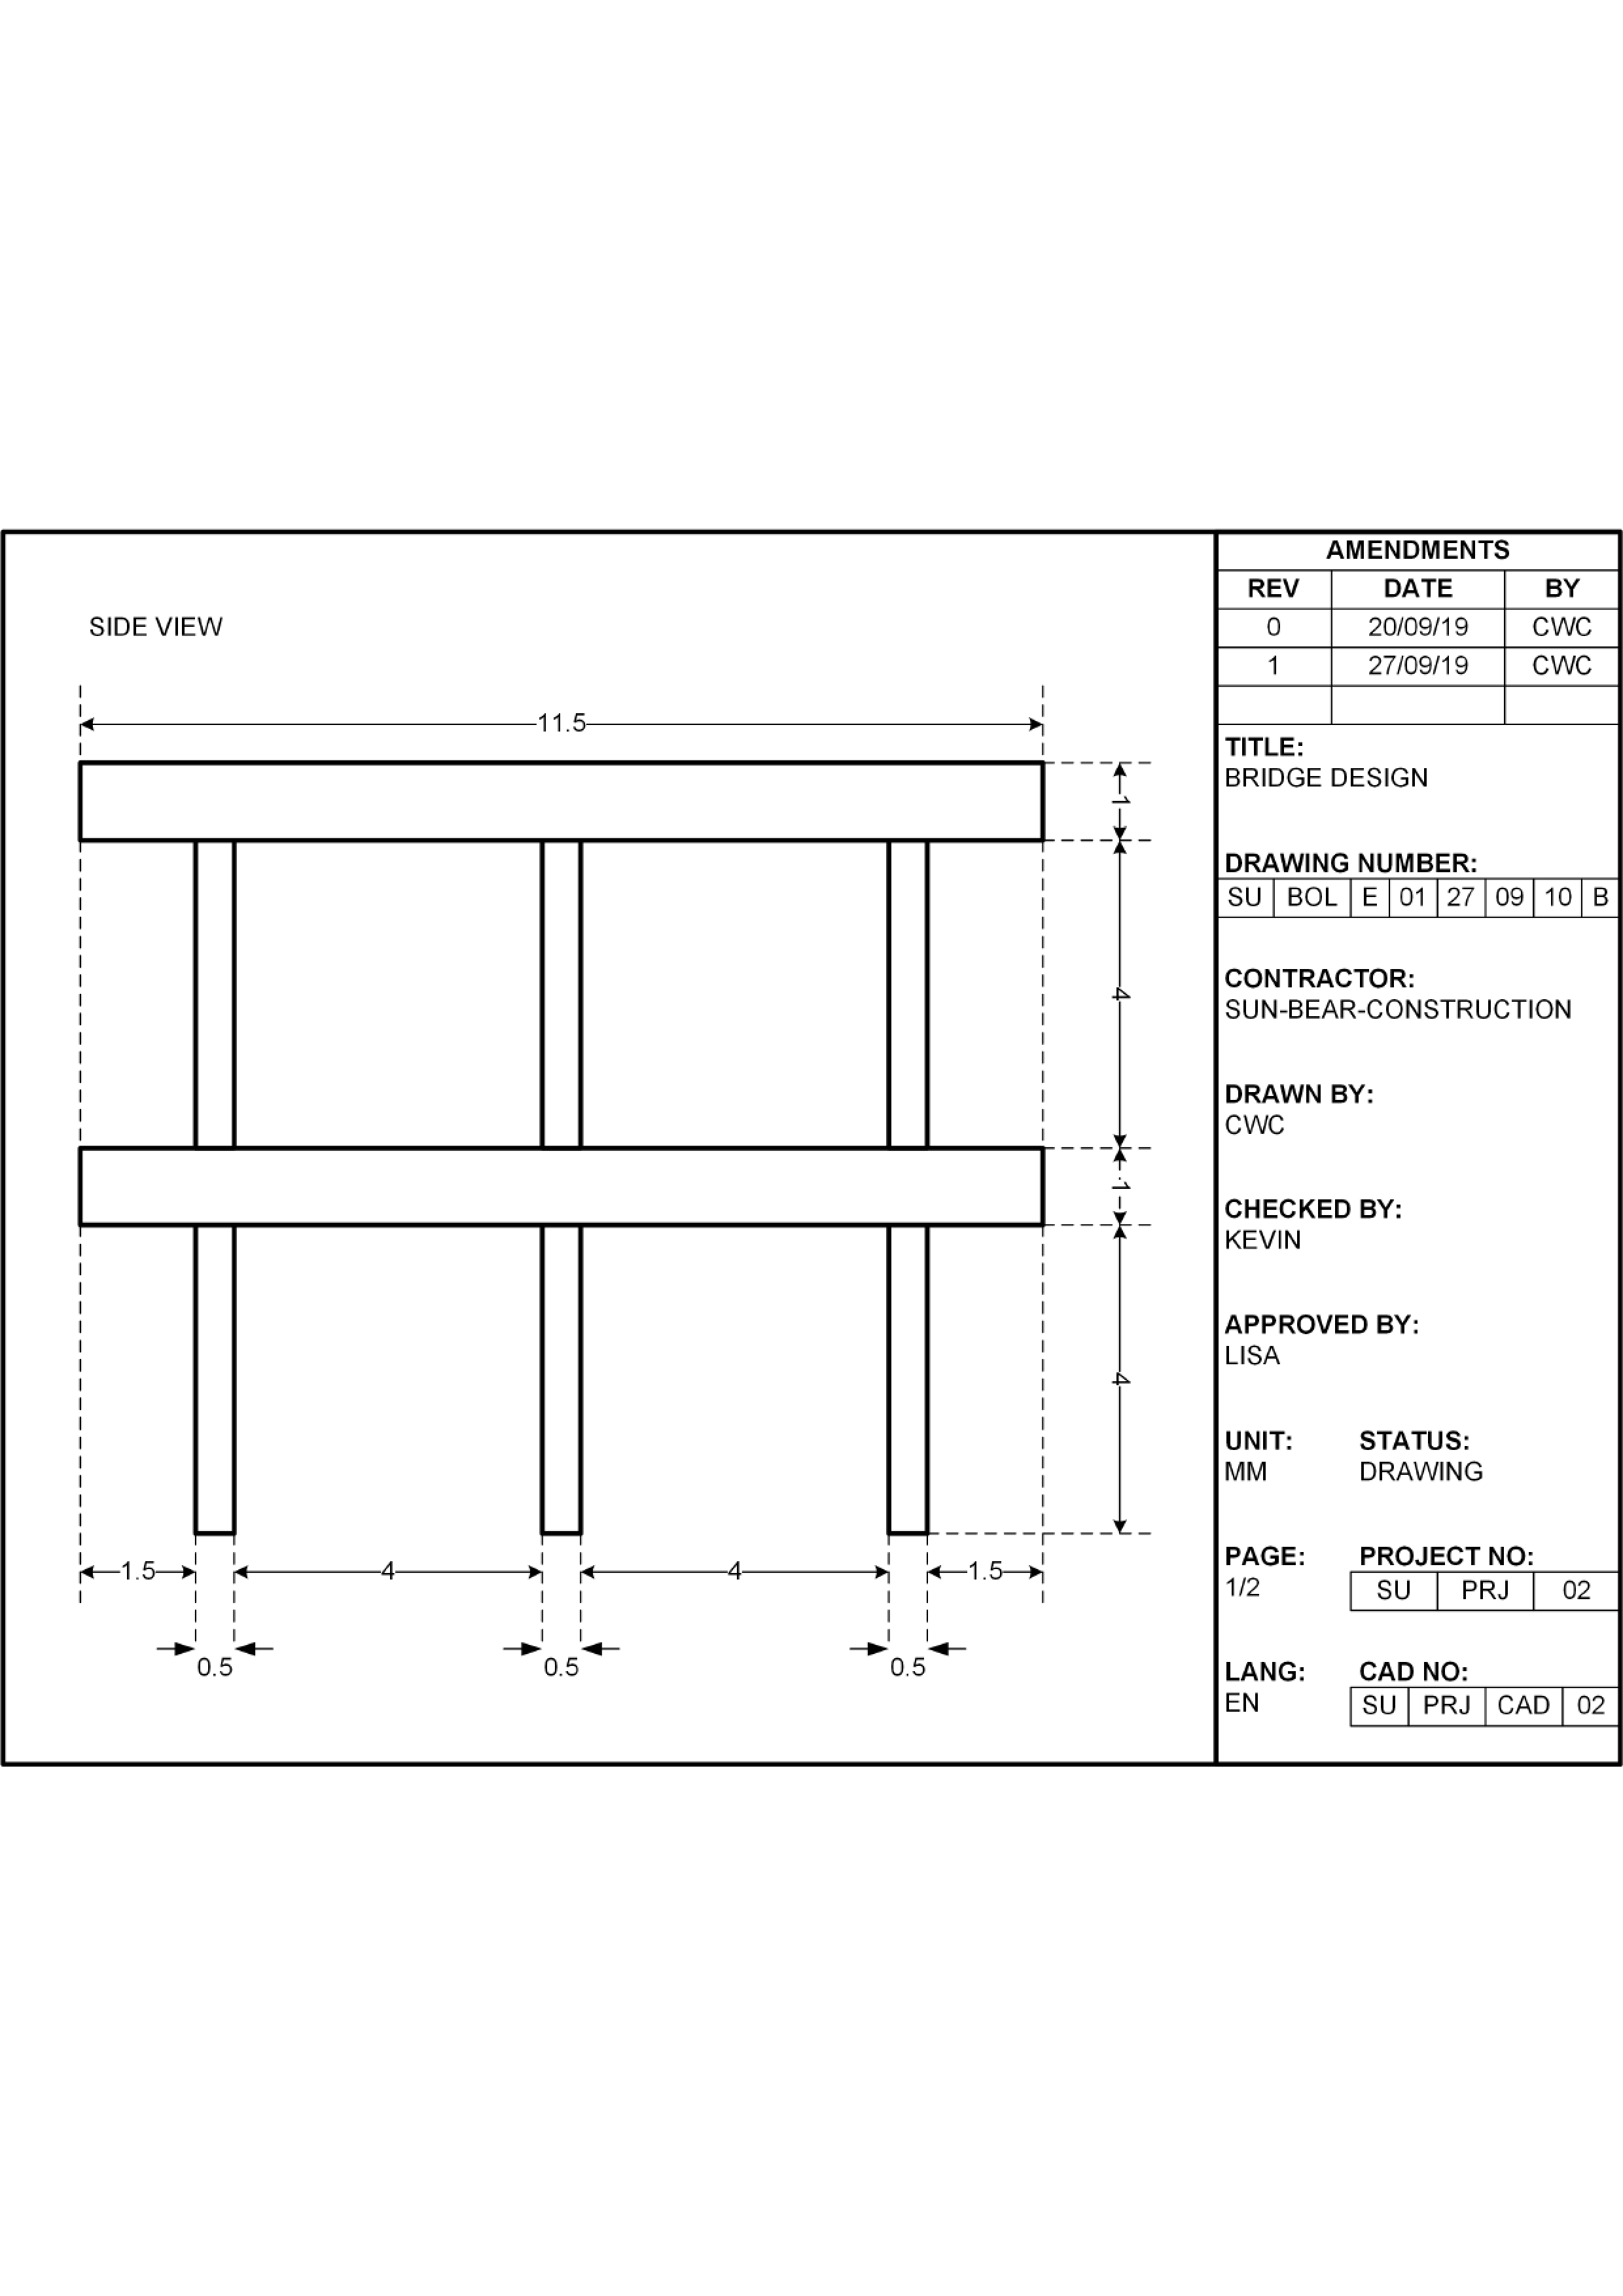 SIDE VIEW
11.5
1
4
1
4
1.5 4 4 1.5
0.5 0.5 0.5
AMENDMENTS
REV DATE BY
0 20/09/19 CWC
1 27/09/19 CWC
TITLE:
BRIDGE DESIGN
DRAWING NUMBER:
SU BOL E 01 27 09 10 B
CONTRACTOR:
SUN-BEAR-CONSTRUCTION
DRAWN BY:
CWC
CHECKED BY:
KEVIN
APPROVED BY:
LISA
UNIT: STATUS:
MM DRAWING
PAGE: PROJECT NO:
1/2 SU PRJ 02
LANG: CAD NO:
EN SU PRJ CAD 02